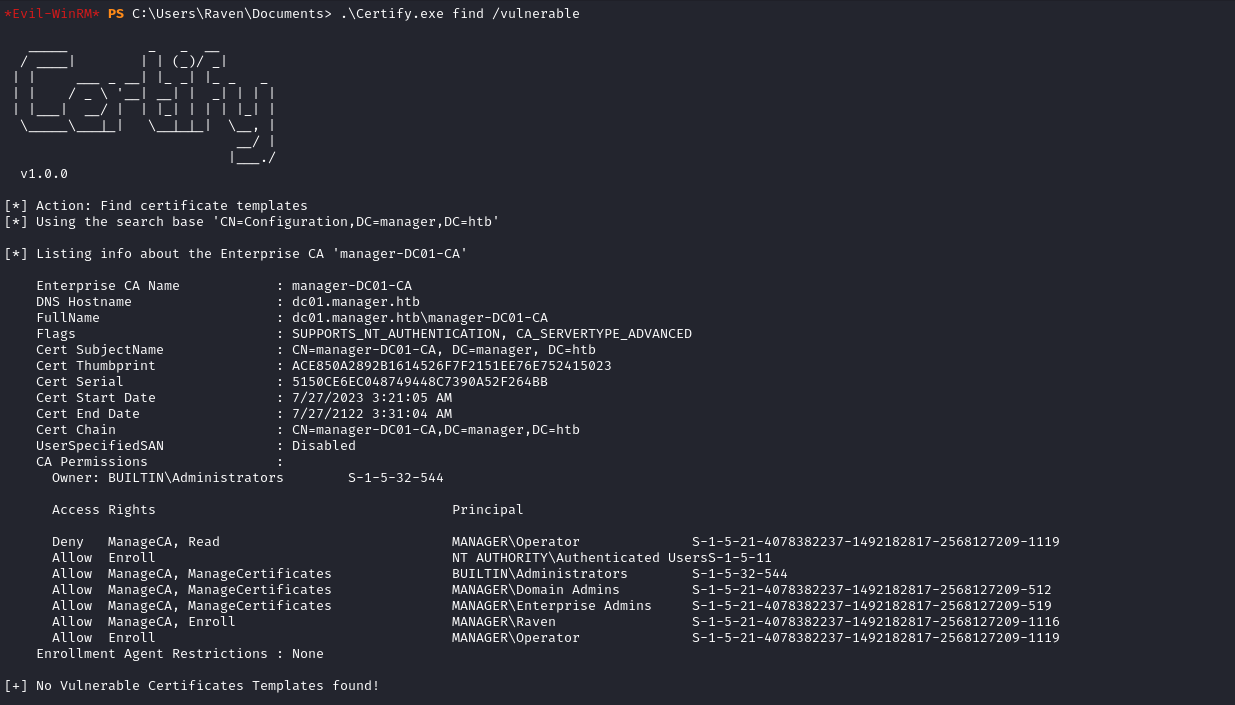 *Evil-WinRM* PS C:\Users\Raven\Documents> .\Certify.exe find /vulnerable
Certify
v1.0.0
[*] Action: Find certificate templates
[*] Using the search base 'CN=Configuration,DC=manager,DC=htb'
[*] Listing info about the Enterprise CA 'manager-DC01-CA'
Enterprise CA Name : manager-DC01-CA
DNS Hostname : dc01.manager.htb
FullName : dc01.manager.htb\manager-DC01-CA
Flags : SUPPORTS_NT_AUTHENTICATION, CA_SERVERTYPE_ADVANCED
Cert SubjectName : CN=manager-DC01-CA, DC=manager, DC=htb
Cert Thumbprint : ACE850A2892B1614526F7F2151EE76E752415023
Cert Serial : 5150CE6EC048749448C7390A52F264BB
Cert Start Date : 7/27/2023 3:21:05 AM
Cert End Date : 7/27/2122 3:31:04 AM
Cert Chain : CN=manager-DC01-CA,DC=manager,DC=htb
UserSpecifiedSAN : Disabled
CA Permissions :
Owner: BUILTIN\Administrators S-1-5-32-544
Access Rights Principal
Deny ManageCA, Read MANAGER\Operator S-1-5-21-4078382237-1492182817-2568127209-1119
Allow Enroll NT AUTHORITY\Authenticated UsersS-1-5-11
Allow ManageCA, ManageCertificates BUILTIN\Administrators S-1-5-32-544
Allow ManageCA, ManageCertificates MANAGER\Domain Admins S-1-5-21-4078382237-1492182817-2568127209-512
Allow ManageCA, ManageCertificates MANAGER\Enterprise Admins S-1-5-21-4078382237-1492182817-2568127209-519
Allow ManageCA, Enroll MANAGER\Raven S-1-5-21-4078382237-1492182817-2568127209-1116
Allow Enroll MANAGER\Operator S-1-5-21-4078382237-1492182817-2568127209-1119
Enrollment Agent Restrictions : None
[+] No Vulnerable Certificates Templates found!